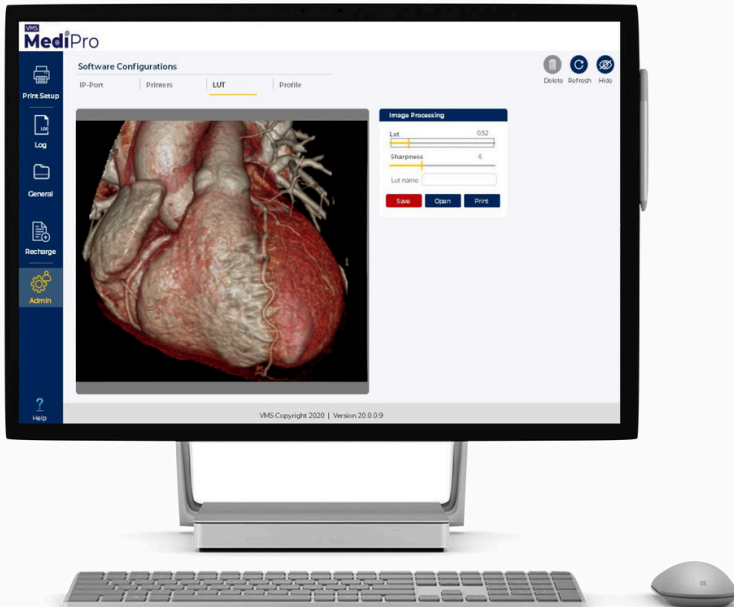 VMS
MediPro
Software Configurations
IP-Port
Printers
LUT
Profile
Delete
Refresh
Hide
Print Setup
Log
General
Recharge
Admin
Help
Image Processing
Lut 0.52
Sharpness 6
Lut name
Save
Open
Print
VMS Copyright 2020 | Version 20.0.0.9